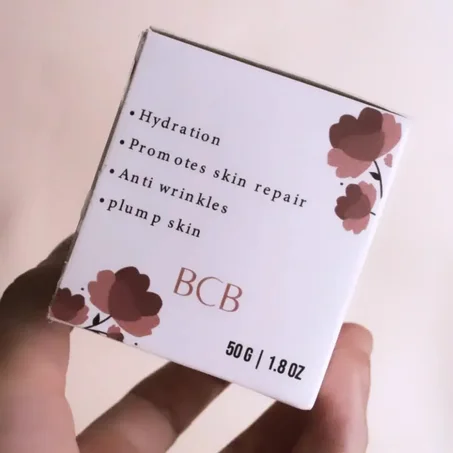 • Hydration
• Promotes skin repair
• Anti wrinkles
• plump skin
BCB
50 G | 1.8 OZ